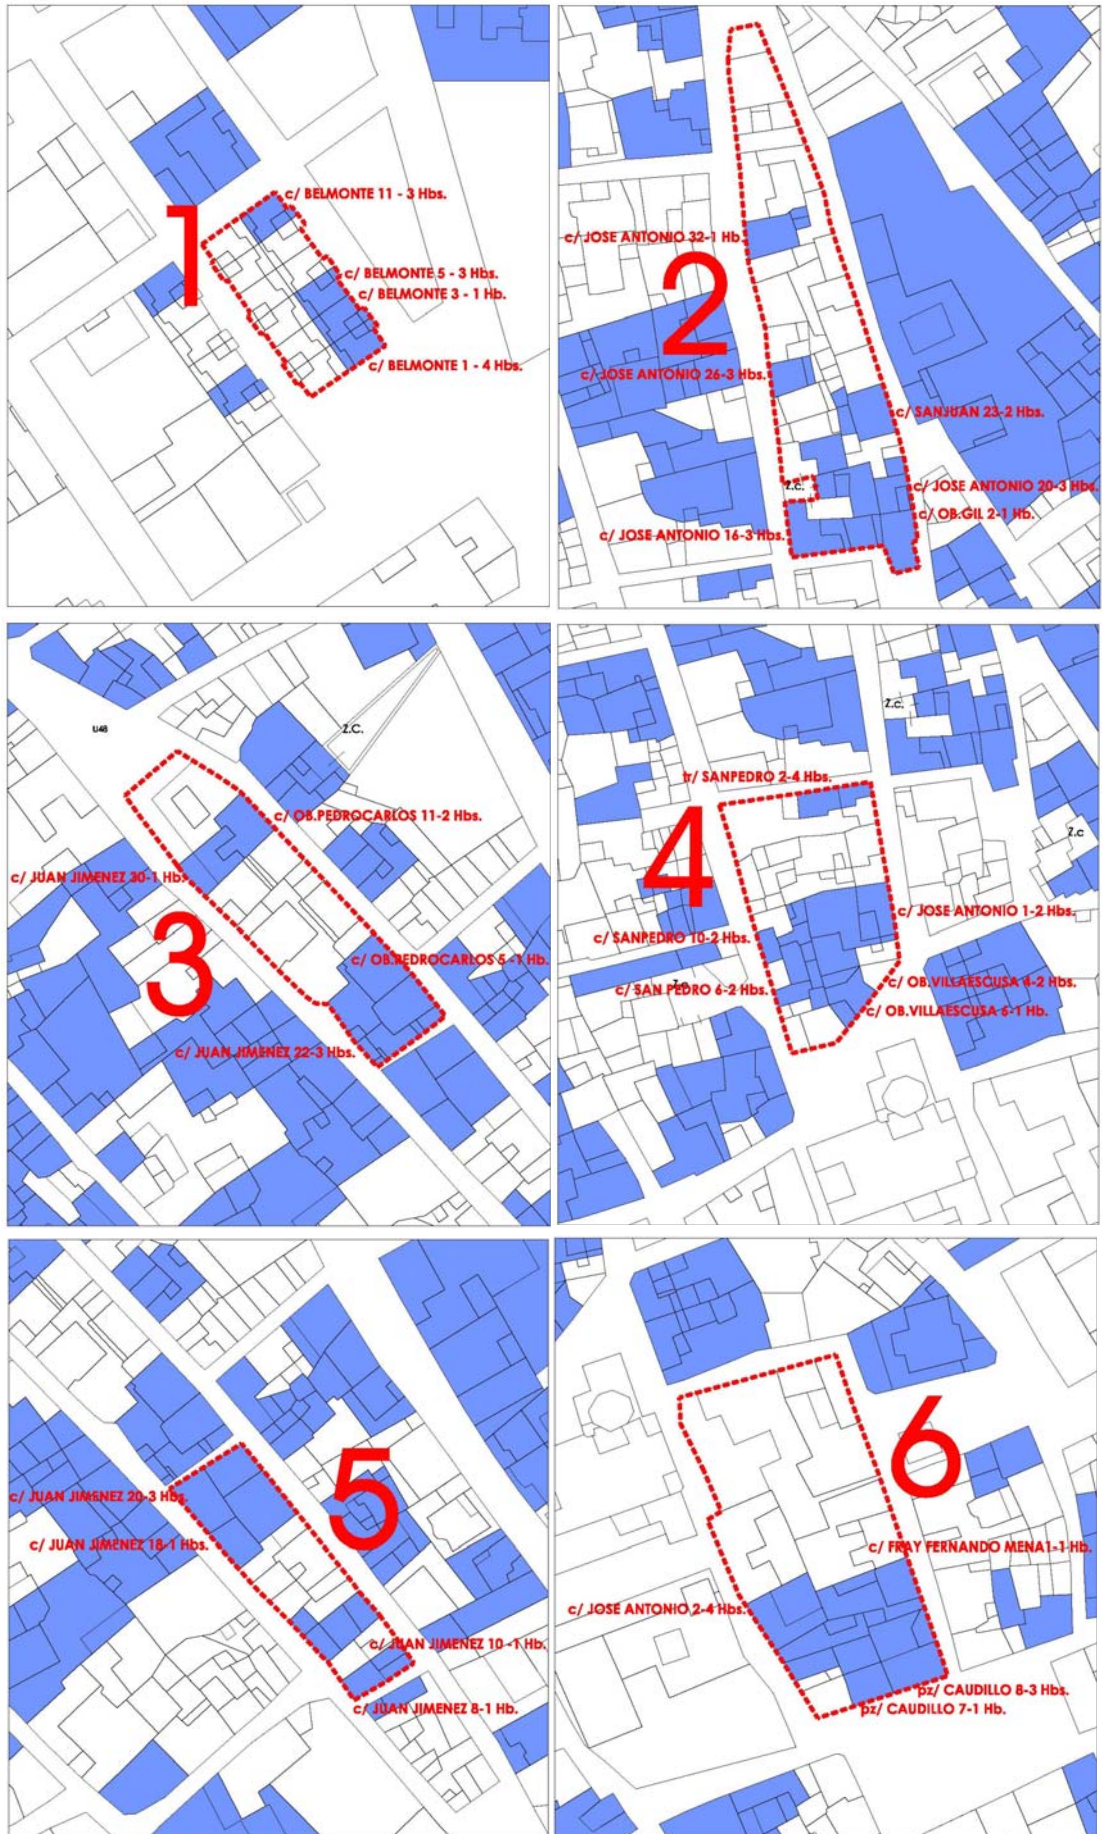 1
c/ BELMONTE 11 - 3 Hbs.
c/ BELMONTE 5 - 3 Hbs.
c/ BELMONTE 3 - 1 Hb.
c/ BELMONTE 1 - 4 Hbs.
2
c/ JOSE ANTONIO 32-1 Hb.
c/ JOSE ANTONIO 26-3 Hbs.
c/ SANJUAN 23-2 Hbs.
Z.C.
c/ JOSE ANTONIO 20-3 Hbs.
c/ OB.GIL 2-1 Hb.
c/ JOSE ANTONIO 16-3 Hbs.
3
U48
Z.C.
c/ OB.PEDROCARLOS 11-2 Hbs.
c/ JUAN JIMENEZ 30-1 Hb.
c/ OB.PEDROCARLOS 5 -1 Hb.
c/ JUAN JIMENEZ 22-3 Hbs.
4
Z.C.
tr/ SANPEDRO 2-4 Hbs.
Z.C
c/ JOSE ANTONIO 1-2 Hbs.
c/ SANPEDRO 10-2 Hbs.
c/ OB.VILLAESCUSA 4-2 Hbs.
c/ SAN PEDRO 6-2 Hbs.
c/ OB.VILLAESCUSA 6-1 Hb.
5
c/ JUAN JIMENEZ 20-3 Hbs.
c/ JUAN JIMENEZ 18-1 Hbs.
c/ JUAN JIMENEZ 10 -1 Hb.
c/ JUAN JIMENEZ 8-1 Hb.
6
c/ FRAY FERNANDO MENA1-1 Hb.
c/ JOSE ANTONIO 2-4 Hbs.
pz/ CAUDILLO 8-3 Hbs.
pz/ CAUDILLO 7-1 Hb.